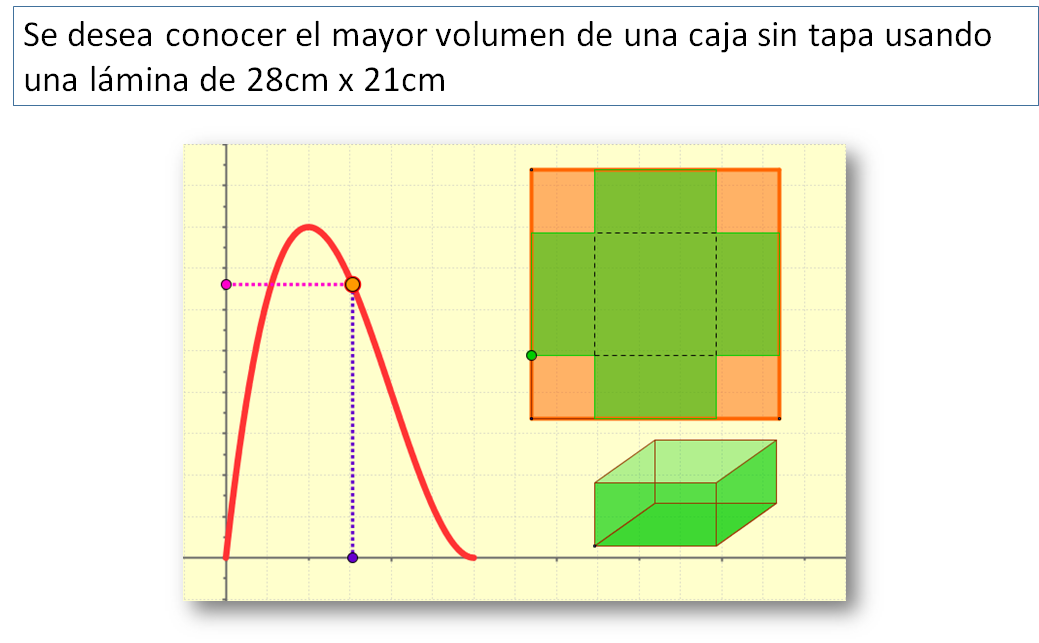 Se desea conocer el mayor volumen de una caja sin tapa usando
una lámina de 28cm x 21cm